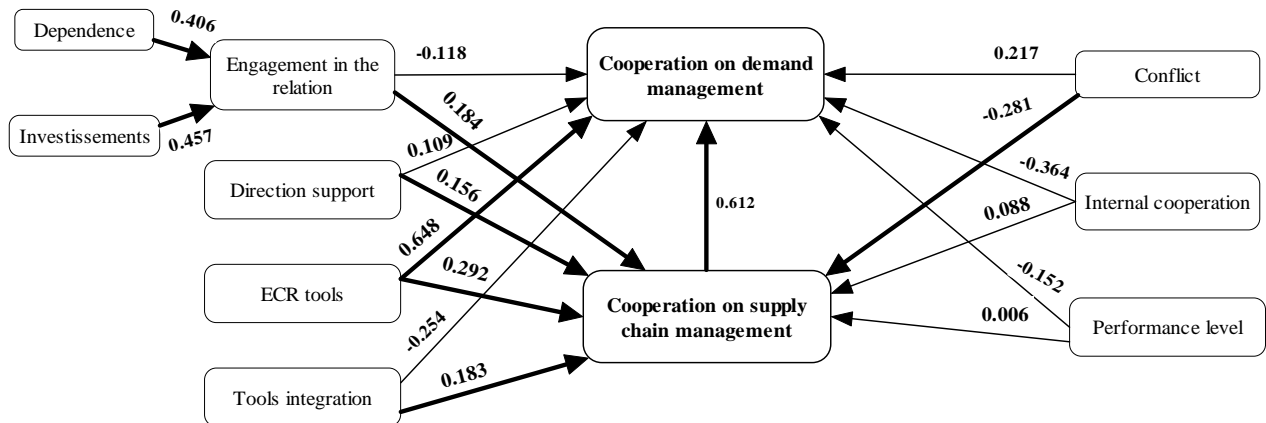 Dependence
0.406
Investissements
0.457
Engagement in the
relation
-0.118
0.184
Direction support
0.109
0.156
ECR tools
0.648
0.292
Tools integration
-0.254
0.183
Cooperation on demand
management
0.612
Cooperation on supply
chain management
0.217
Conflict
-0.281
-0.364
Internal cooperation
0.088
-0.152
Performance level
0.006